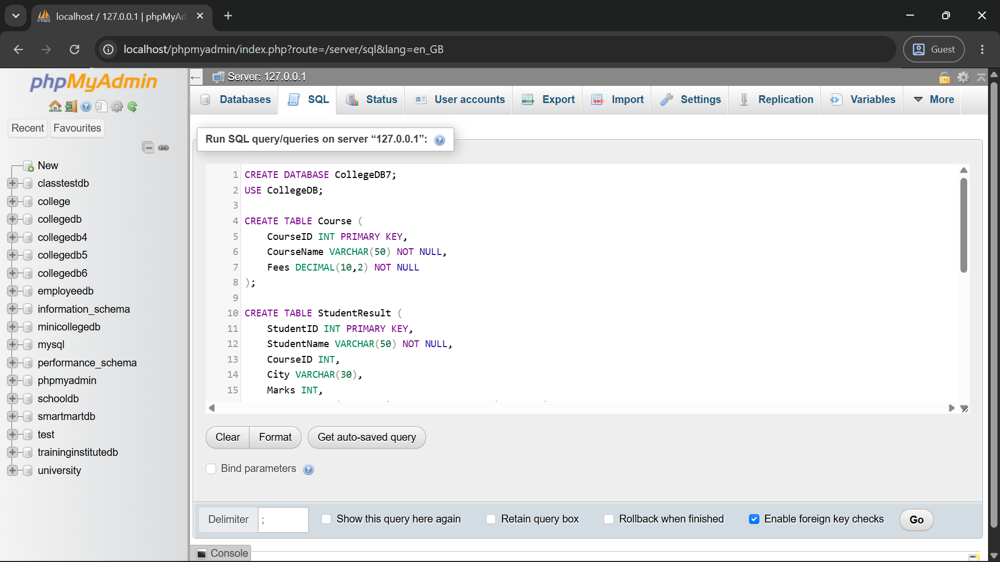 localhost / 127.0.0.1 | phpMyAd
localhost/phpmyadmin/index.php?route=/server/sql&lang=en_GB
Guest
phpMyAdmin
Recent
Favourites
New
classtestdb
college
collegedb
collegedb4
collegedb5
collegedb6
employeedb
information_schema
minicollegedb
mysql
performance_schema
phpmyadmin
schooldb
smartmartdb
test
traininginstitutedb
university
Server: 127.0.0.1
Databases
SQL
Status
User accounts
Export
Import
Settings
Replication
Variables
More
Run SQL query/queries on server “127.0.0.1”:
1 CREATE DATABASE CollegeDB7;
2 USE CollegeDB;
3
4 CREATE TABLE Course (
5 CourseID INT PRIMARY KEY,
6 CourseName VARCHAR(50) NOT NULL,
7 Fees DECIMAL(10,2) NOT NULL
8 );
9
10 CREATE TABLE StudentResult (
11 StudentID INT PRIMARY KEY,
12 StudentName VARCHAR(50) NOT NULL,
13 CourseID INT,
14 City VARCHAR(30),
15 Marks INT,
Clear
Format
Get auto-saved query
Bind parameters
Delimiter
;
Show this query here again
Retain query box
Rollback when finished
Enable foreign key checks
Go
Console